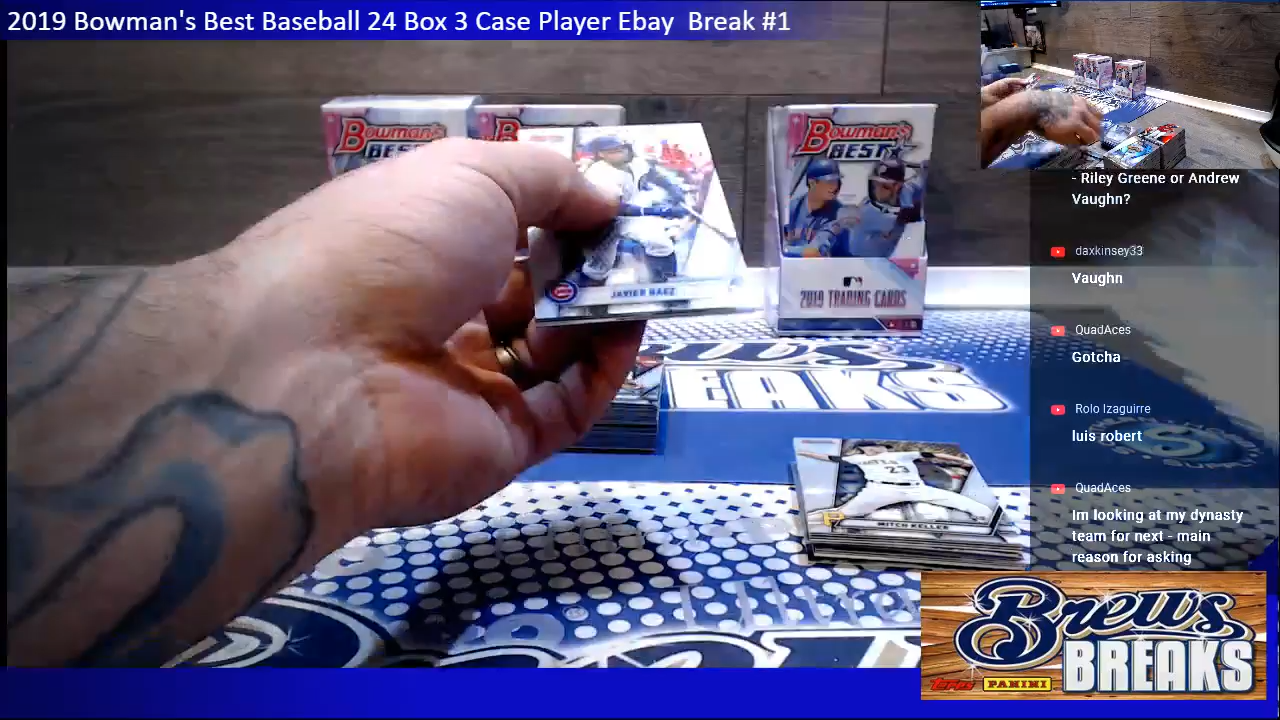 2019 Bowman's Best Baseball 24 Box 3 Case Player Ebay  Break #1
Bowman's
BEST
B
Bowman's
BEST
2019 TRADING CARDS
JAVIER BAEZ
EAKS
23
MITCH KELLER
- Riley Greene or Andrew
Vaughn?
daxkinsey33
Vaughn
QuadAces
Gotcha
Rolo Izaguirre
luis robert
QuadAces
Im looking at my dynasty
team for next - main
reason for asking
Brews
BREAKS
Topps PANINI